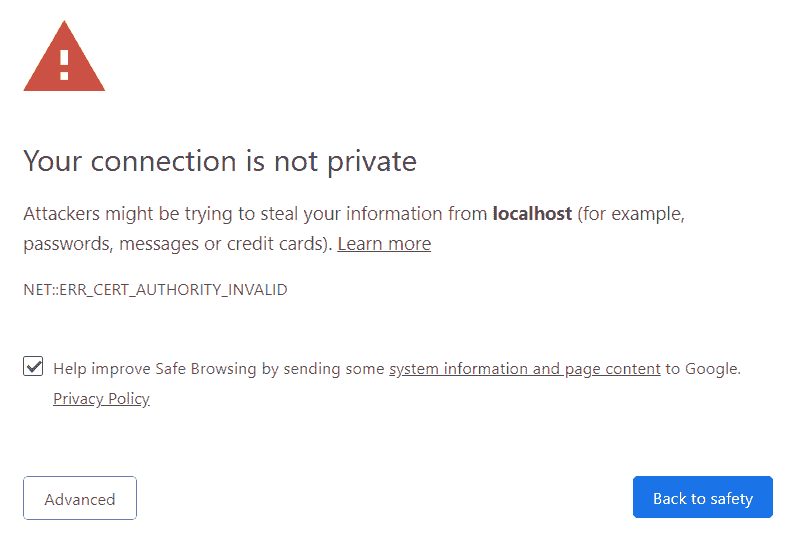 Your connection is not private
Attackers might be trying to steal your information from localhost (for example,
passwords, messages or credit cards). Learn more
NET::ERR_CERT_AUTHORITY_INVALID
Help improve Safe Browsing by sending some system information and page content to Google.
Privacy Policy
Advanced
Back to safety